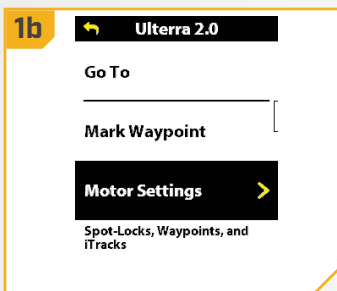 1b
Ulterra 2.0
Go To
Mark Waypoint
Motor Settings
Spot-Locks, Waypoints, and
iTracks